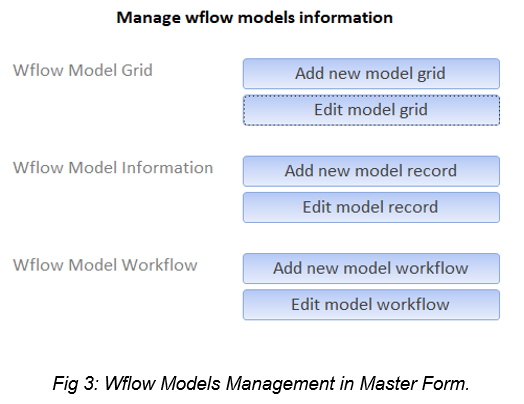 Manage wflow models information
Wflow Model Grid
Add new model grid
Edit model grid
Wflow Model Information
Add new model record
Edit model record
Wflow Model Workflow
Add new model workflow
Edit model workflow
Fig 3: Wflow Models Management in Master Form.